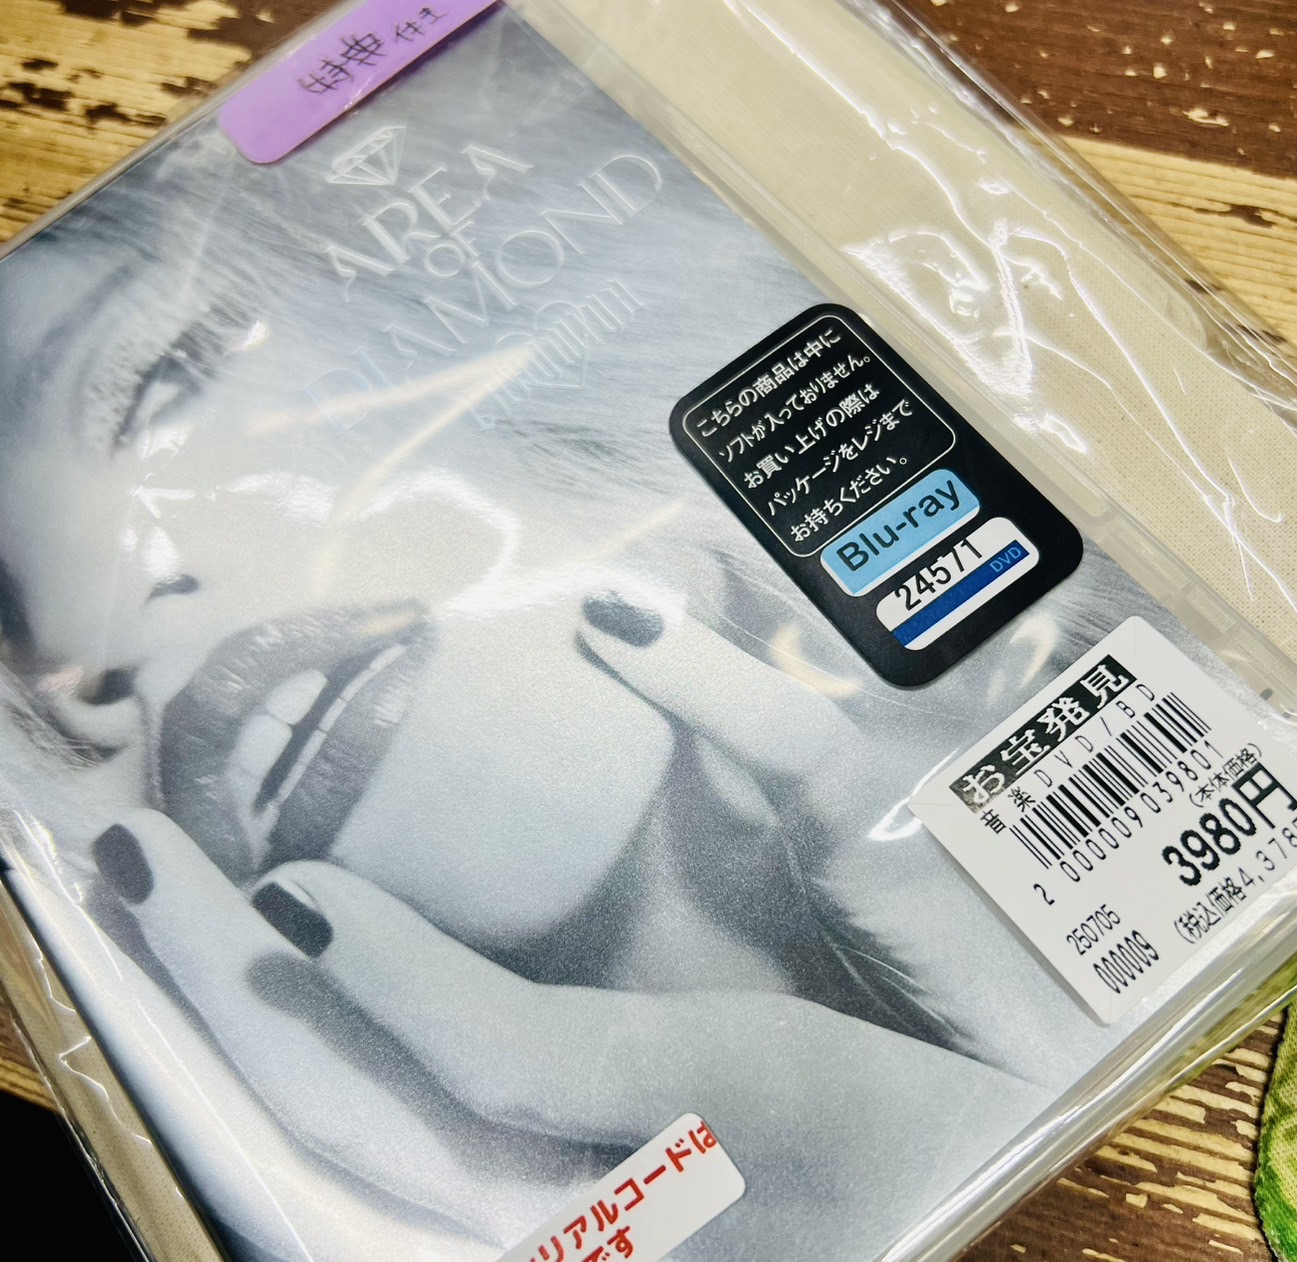 特典付き
AREA
OF
DIAMOND
こちらの商品は中に
ソフトが入っておりません。
お買い上げの際は
パッケージをレジまで
お持ちください。
Blu-ray
24571
DVD
お宝発見
音楽DVD/BD
2 000009039801
(本体価格)
3980円
(税込価格4,378
250705
000009
リアルコードは
です